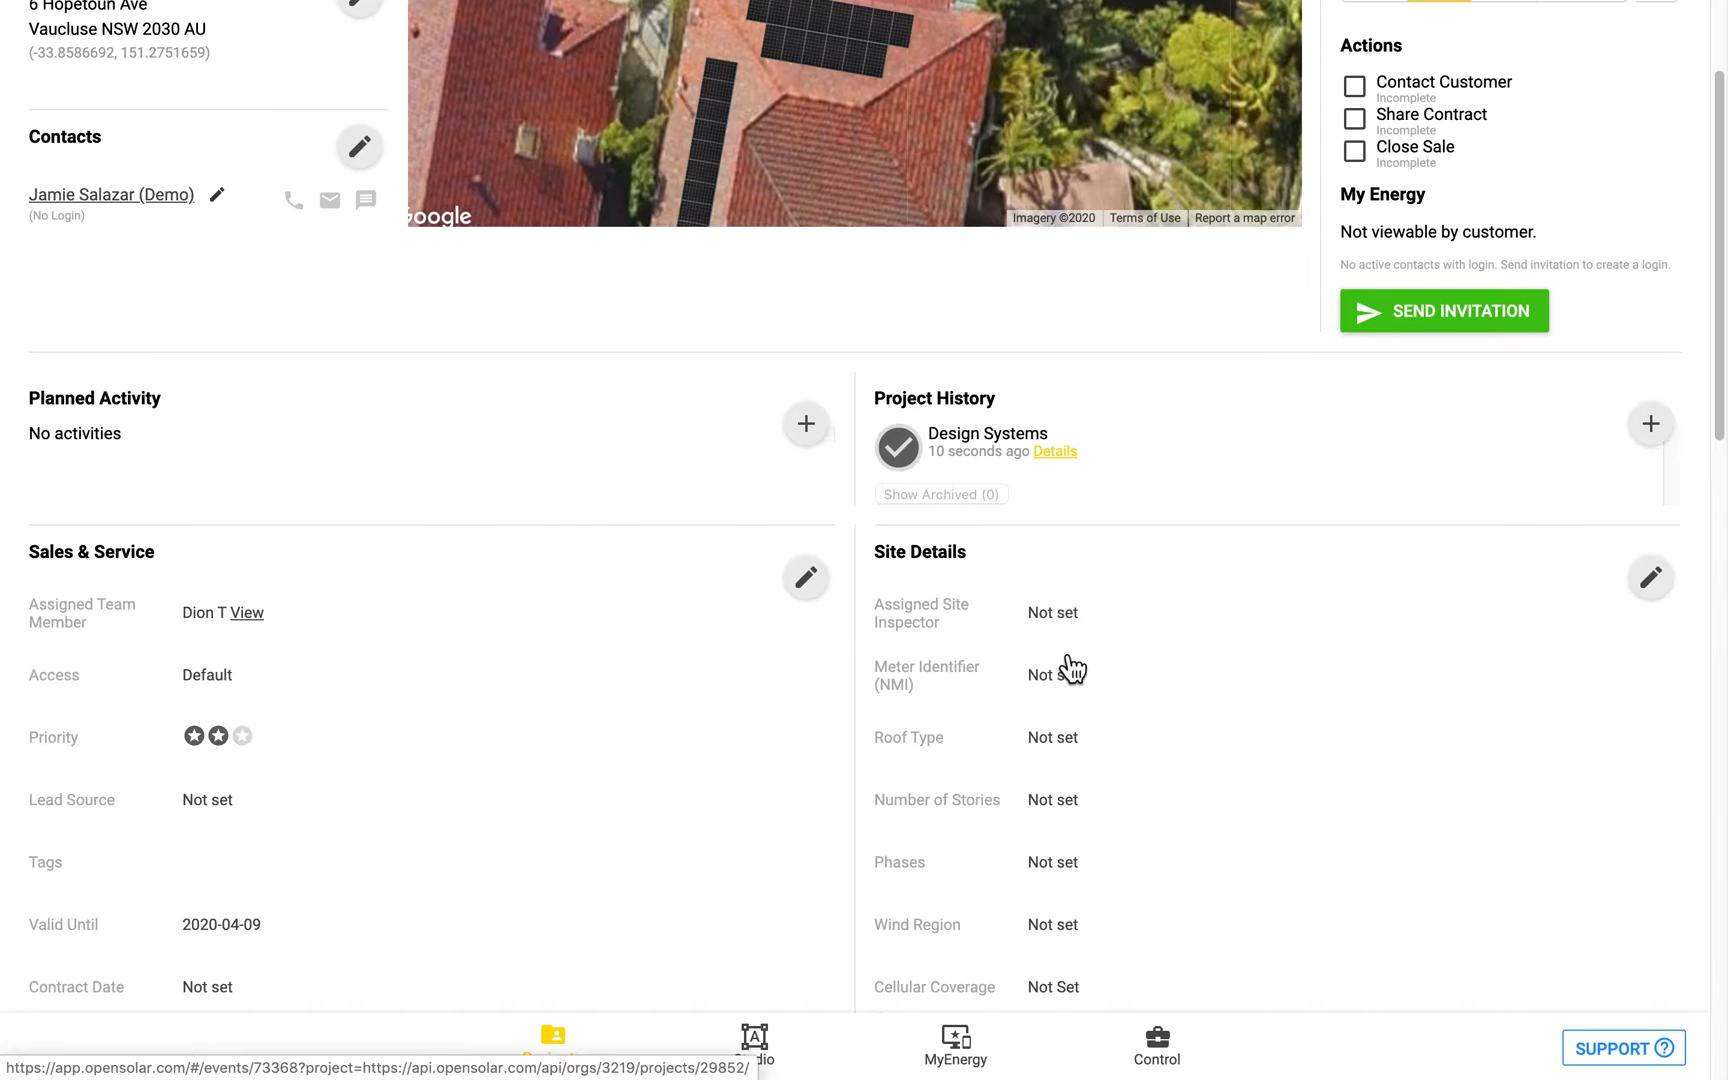 6 Hopetoun Ave
Vaucluse NSW 2030 AU
(-33.8586692, 151.2751659)
Contacts
Jamie Salazar (Demo)
(No Login)
Google
Imagery ©2020 Terms of Use Report a map error
Actions
Contact Customer
Incomplete
Share Contract
Incomplete
Close Sale
Incomplete
My Energy
Not viewable by customer.
No active contacts with login. Send invitation to create a login.
SEND INVITATION
Planned Activity
No activities
Project History
Design Systems
10 seconds ago Details
Show Archived (0)
Sales & Service
Assigned Team
Member
Dion T View
Access
Default
Priority
Lead Source
Not set
Tags
Valid Until
2020-04-09
Contract Date
Not set
Site Details
Assigned Site
Inspector
Not set
Meter Identifier
(NMI)
Not
Roof Type
Not set
Number of Stories
Not set
Phases
Not set
Wind Region
Not set
Cellular Coverage
Not Set
MyEnergy
Control
SUPPORT
https://app.opensolar.com/#/events/73368?project=https://api.opensolar.com/api/orgs/3219/projects/29852/